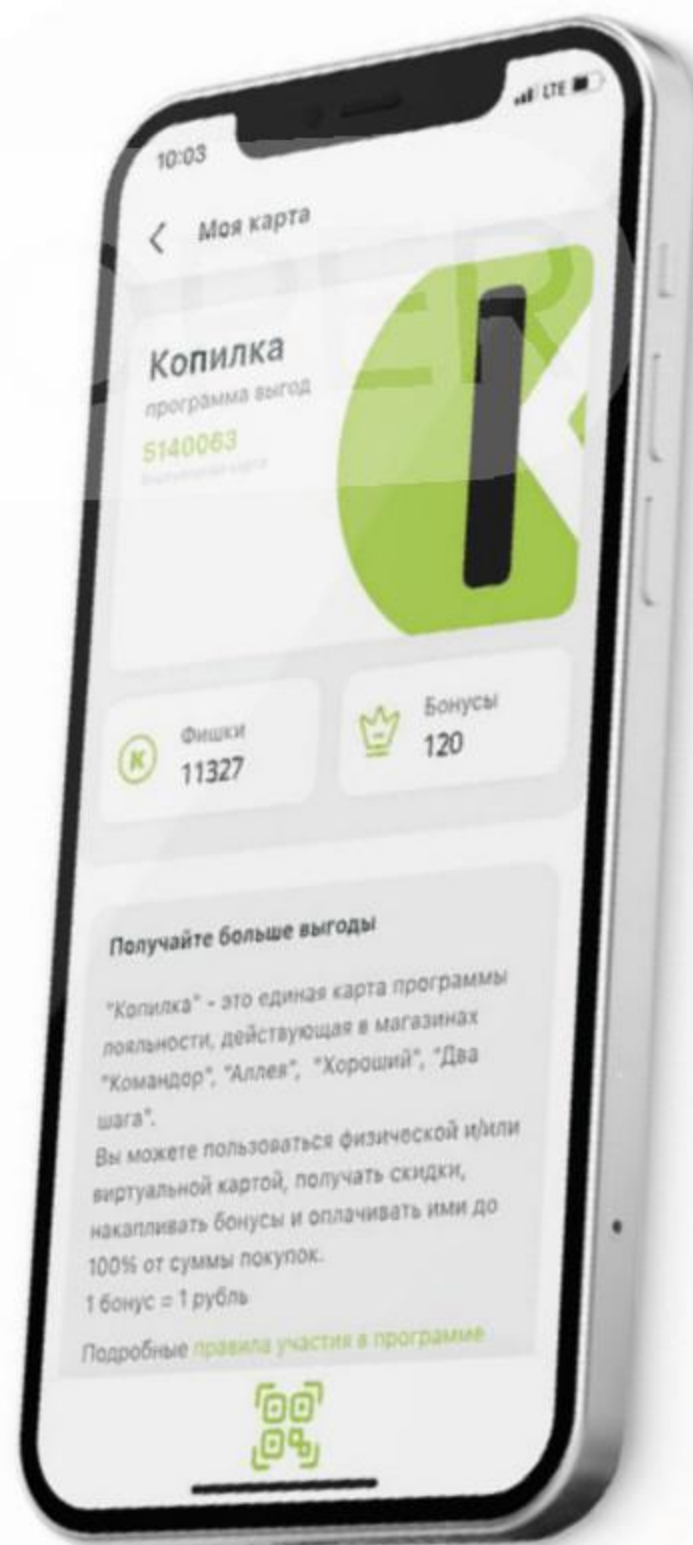 10:03
LTE
Моя карта
Копилка
программа выгод
5140063
Фишки
11327
Бонусы
120
Получайте больше выгоды
"Копилка" - это единая карта программы
лояльности, действующая в магазинах
"Командор", "Аллея", "Хороший", "Два
шага".
Вы можете пользоваться физической и/или
виртуальной картой, получать скидки,
накапливать бонусы и оплачивать ими до
100% от суммы покупок.
1 бонус = 1 рубль
Подробные правила участия в программе